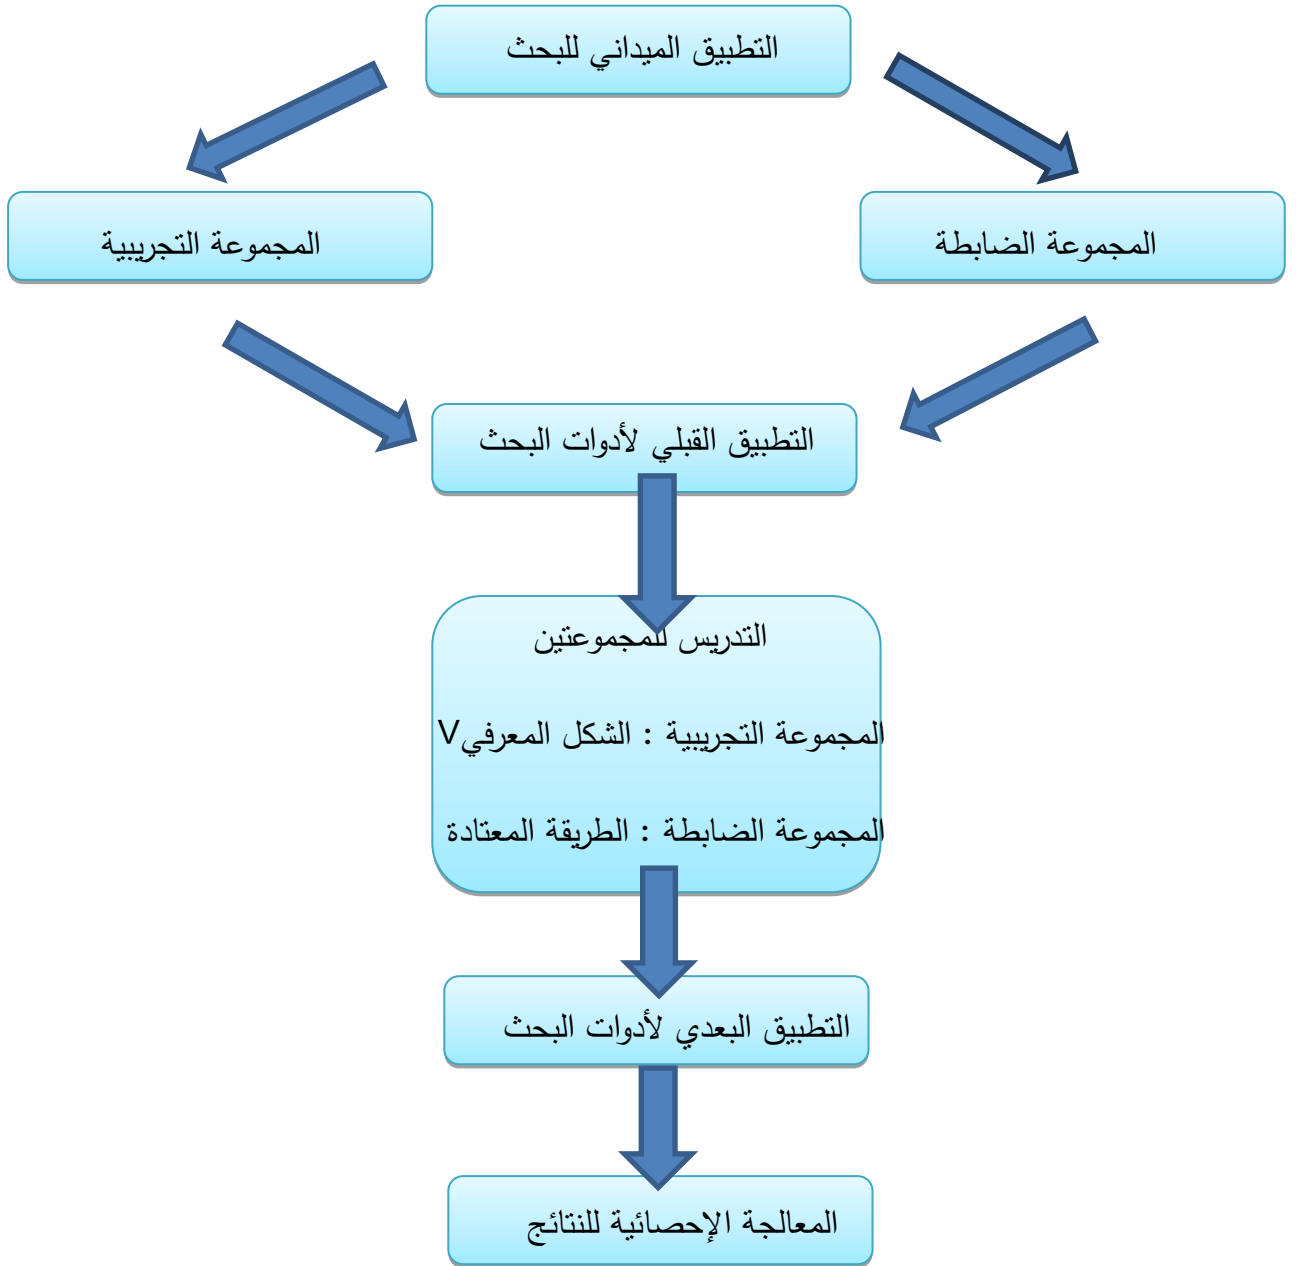 التطبيق الميداني للبحث
المجموعة الضابطة
المجموعة التجريبية
التطبيق القبلي لأدوات البحث
التدريس للمجموعتين
المجموعة التجريبية : الشكل المعرفيV
المجموعة الضابطة : الطريقة المعتادة
التطبيق البعدي لأدوات البحث
المعالجة الإحصائية للنتائج